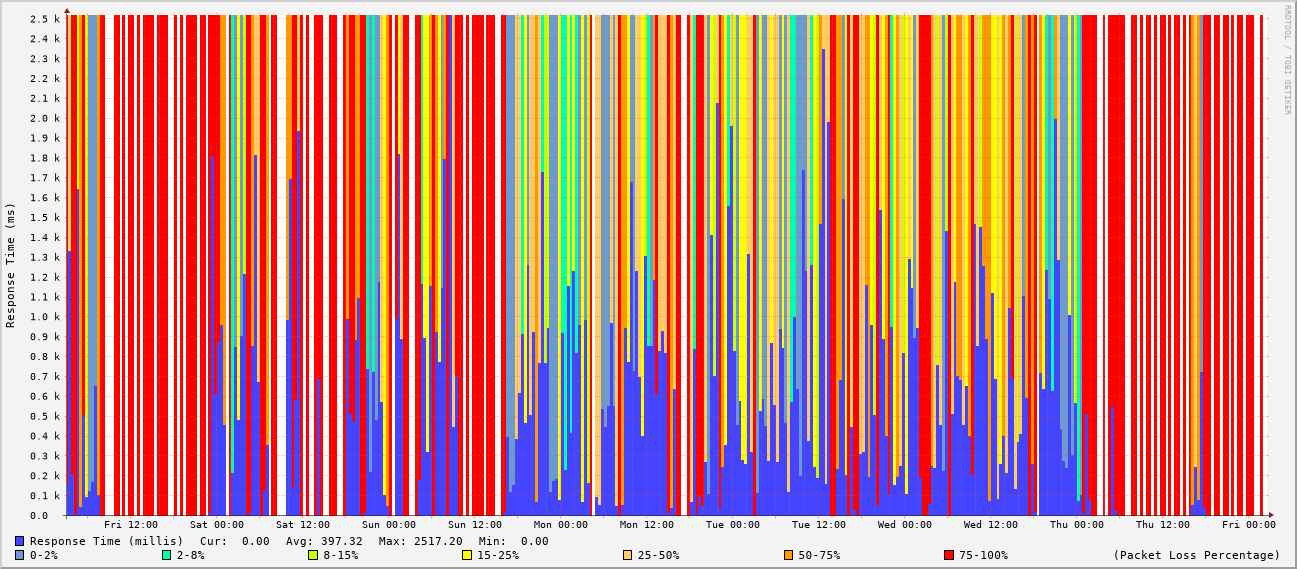 RRDTOOL / TOBI OETIKER
Response Time (ms)
2.5 k
2.4 k
2.3 k
2.2 k
2.1 k
2.0 k
1.9 k
1.8 k
1.7 k
1.6 k
1.5 k
1.4 k
1.3 k
1.2 k
1.1 k
1.0 k
0.9 k
0.8 k
0.7 k
0.6 k
0.5 k
0.4 k
0.3 k
0.2 k
0.1 k
0.0
Fri 12:00 Sat 00:00 Sat 12:00 Sun 00:00 Sun 12:00 Mon 00:00 Mon 12:00 Tue 00:00 Tue 12:00 Wed 00:00 Wed 12:00 Thu 00:00 Thu 12:00 Fri 00:00
Response Time (millis) Cur: 0.00 Avg: 397.32 Max: 2517.20 Min: 0.00
0-2% 2-8% 8-15% 15-25% 25-50% 50-75% 75-100% (Packet Loss Percentage)